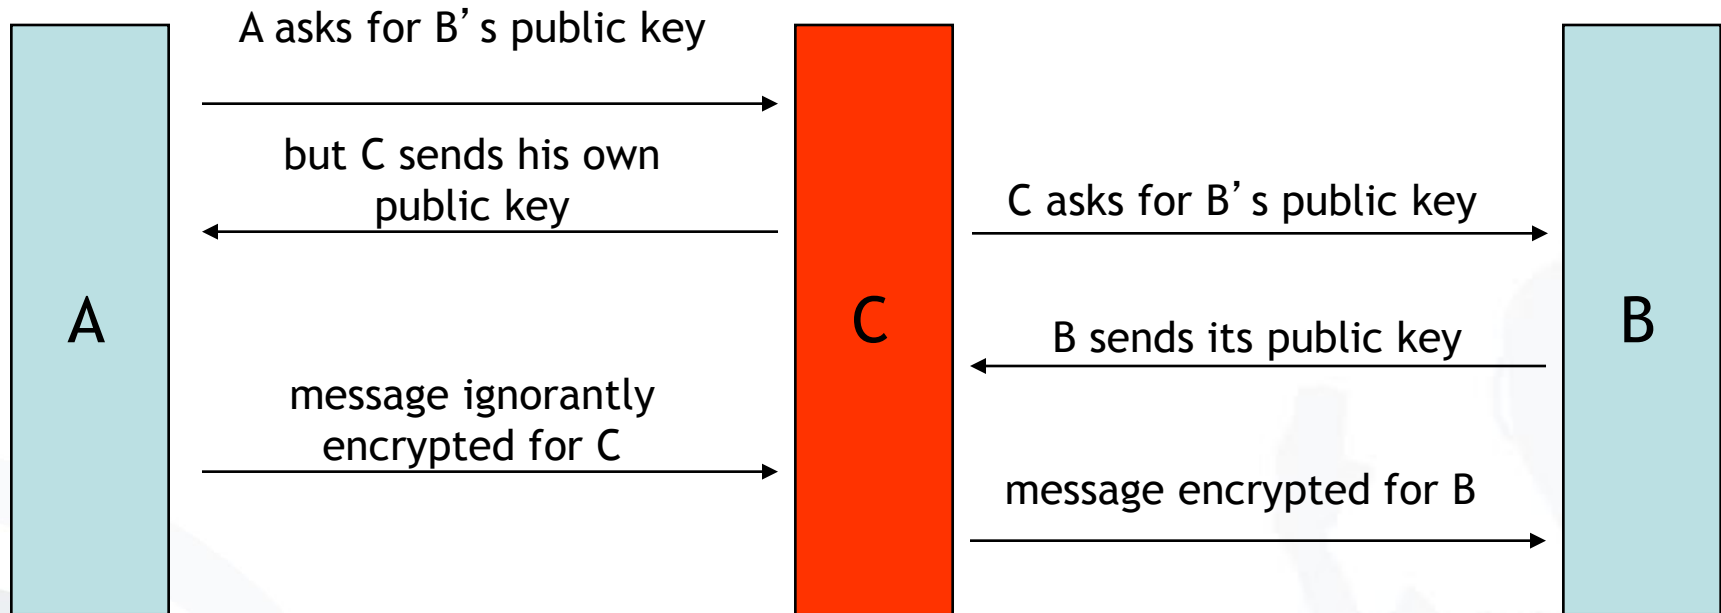 A asks for B’s public key
but C sends his own
public key
C asks for B’s public key
A
C
B
B sends its public key
message ignorantly
encrypted for C
message encrypted for B